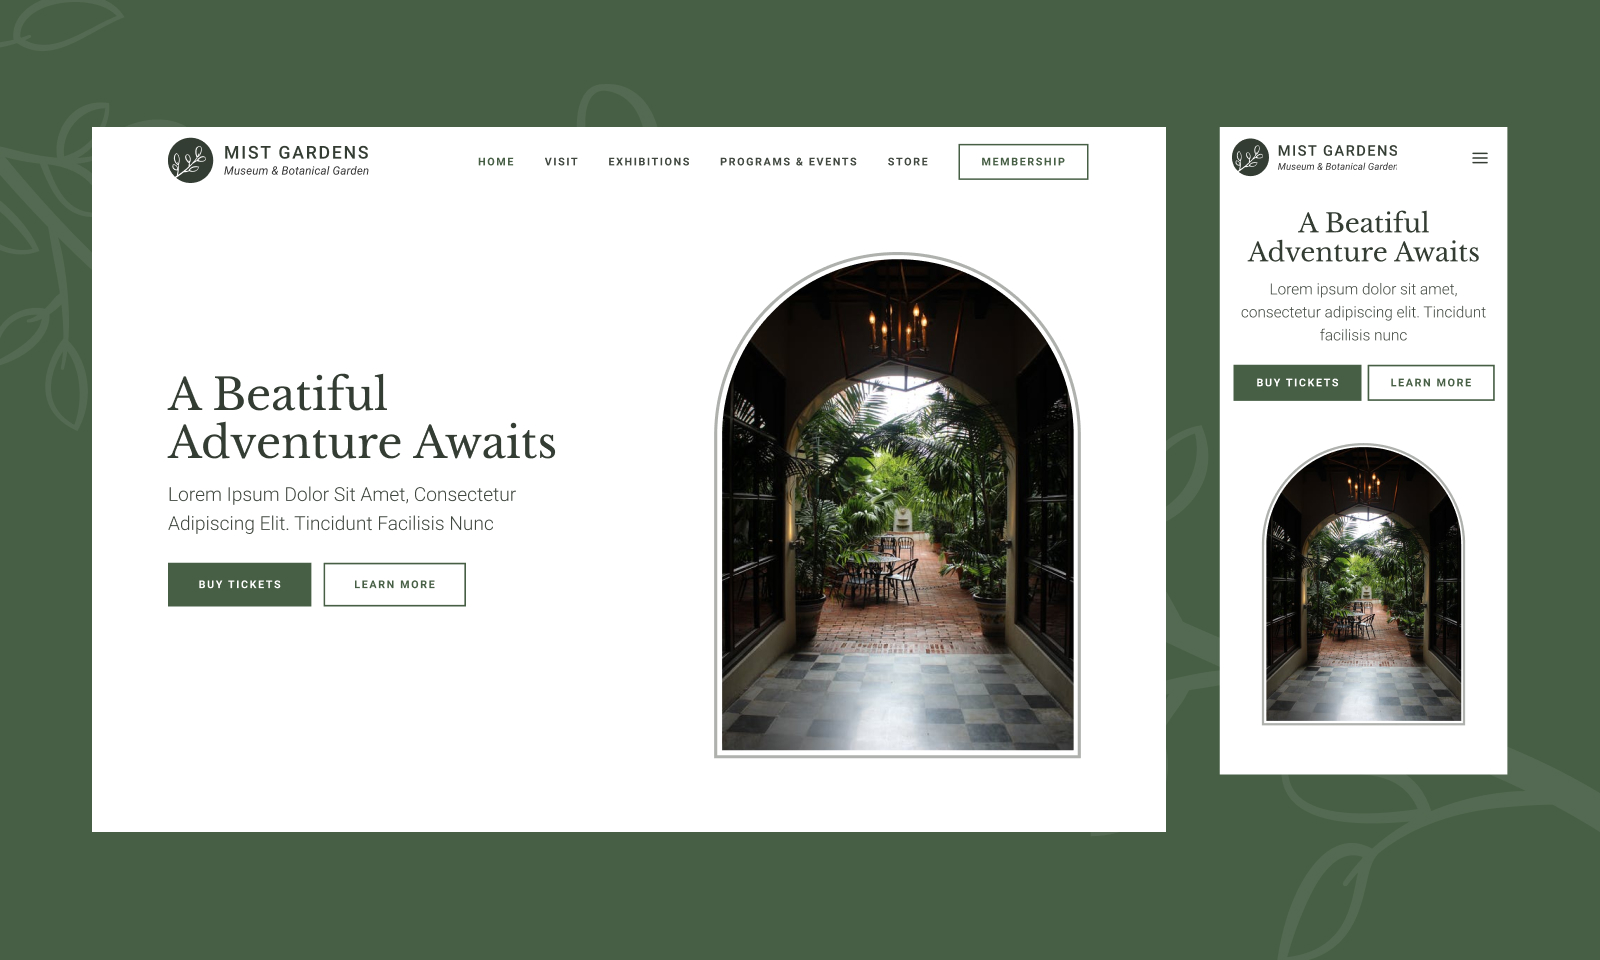 MIST GARDENS
Museum & Botanical Garden
HOME VISIT EXHIBITIONS PROGRAMS & EVENTS STORE MEMBERSHIP
A Beatiful
Adventure Awaits
Lorem Ipsum Dolor Sit Amet, Consectetur
Adipiscing Elit. Tincidunt Facilisis Nunc
BUY TICKETS LEARN MORE
MIST GARDENS
Museum & Botanical Garden
A Beatiful
Adventure Awaits
Lorem ipsum dolor sit amet,
consectetur adipiscing elit. Tincidunt
facilisis nunc
BUY TICKETS LEARN MORE